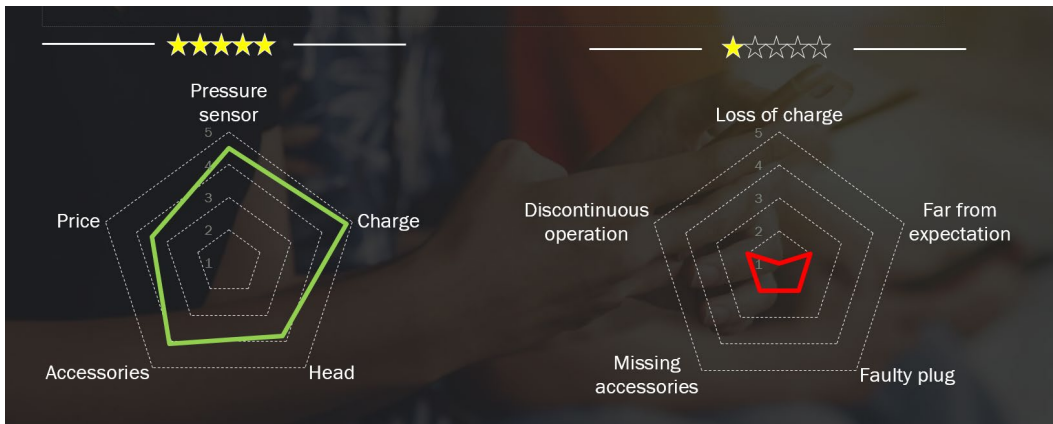 Pressure
sensor
5
4
3
2
1
Price
Charge
Accessories
Head
Loss of charge
5
4
3
2
1
Discontinuous
operation
Far from
expectation
Missing
accessories
Faulty plug